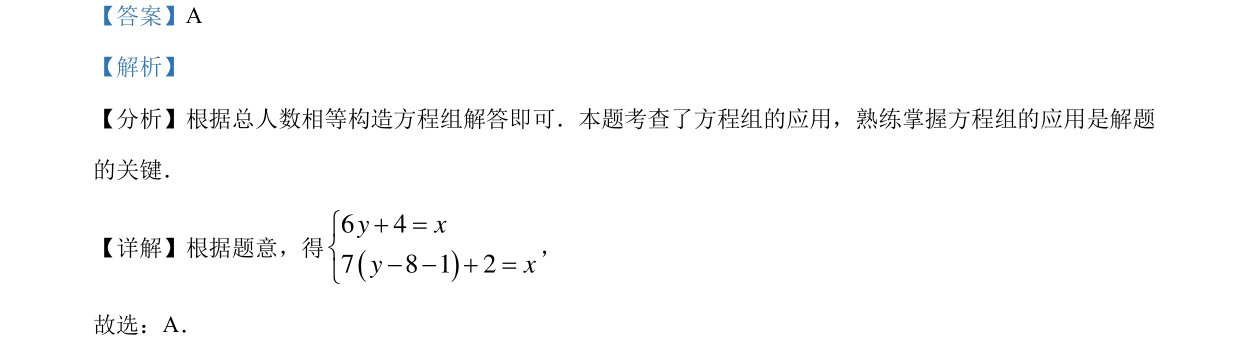 【答案】A
【解析】
【分析】根据总人数相等构造方程组解答即可．本题考查了方程组的应用，熟练掌握方程组的应用是解题
的关键．
【详解】根据题意，得{6y+4=x
7(y−8−1)+2=x，
故选：A．